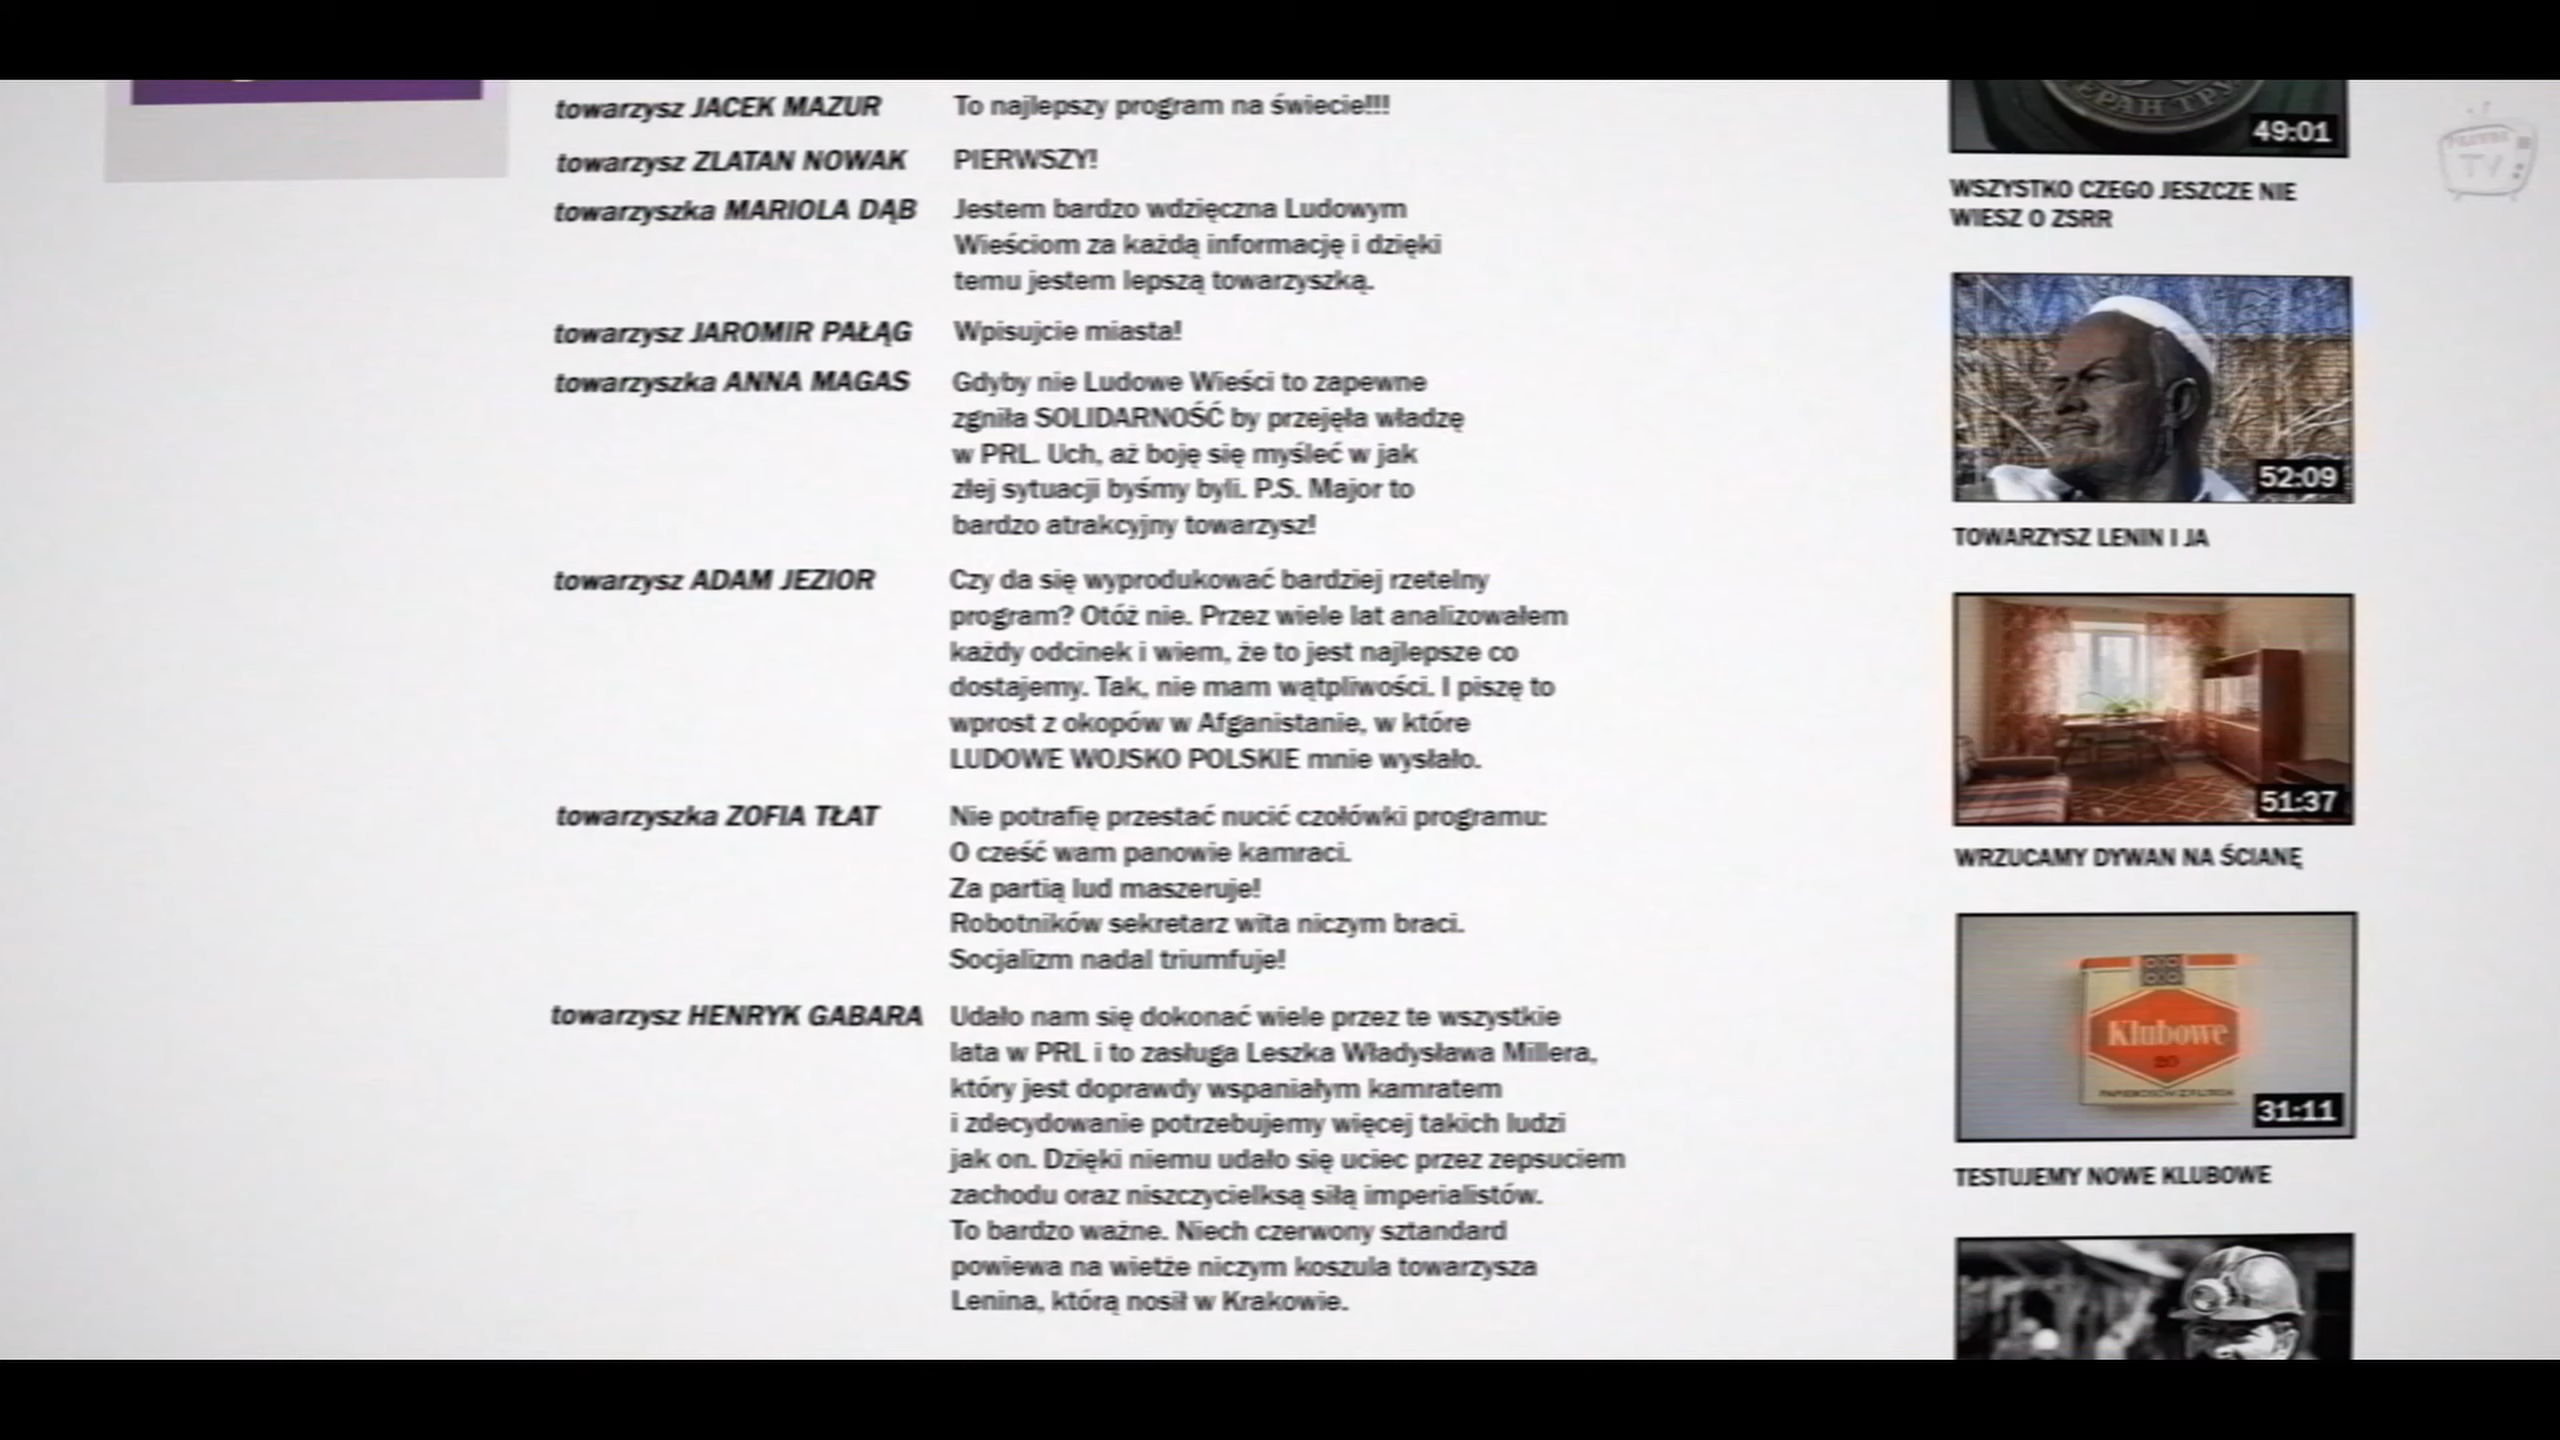 towarzysz JACEK MAZUR
To najlepszy program na świecie!!!
towarzysz ZLATAN NOWAK
PIERWSZY!
towarzyszka MARIOLA DĄB
Jestem bardzo wdzięczna Ludowym
Wieściom za każdą informację i dzięki
temu jestem lepszą towarzyszką.
towarzysz JAROMIR PAŁĄG
Wpisujcie miasta!
towarzyszka ANNA MAGAS
Gdyby nie Ludowe Wieści to zapewne
zgniła SOLIDARNOŚĆ by przejęła władzę
w PRL. Uch, aż boję się myśleć w jak
złej sytuacji byśmy byli. P.S. Major to
bardzo atrakcyjny towarzysz!
towarzysz ADAM JEZIOR
Czy da się wyprodukować bardziej rzetelny
program? Otóż nie. Przez wiele lat analizowałem
każdy odcinek i wiem, że to jest najlepsze co
dostajemy. Tak, nie mam wątpliwości. I piszę to
wprost z okopów w Afganistanie, w które
LUDOWE WOJSKO POLSKIE mnie wysłało.
towarzyszka ZOFIA TŁAT
Nie potrafię przestać nucić czołówki programu:
O cześć wam panowie kamraci.
Za partią lud maszeruje!
Robotników sekretarz wita niczym braci.
Socjalizm nadal triumfuje!
towarzysz HENRYK GABARA
Udało nam się dokonać wiele przez te wszystkie
lata w PRL i to zasługa Leszka Władysława Millera,
który jest doprawdy wspaniałym kamratem
i zdecydowanie potrzebujemy więcej takich ludzi
jak on. Dzięki niemu udało się uciec przez zepsuciem
zachodu oraz niszczycielksą siłą imperialistów.
To bardzo ważne. Niech czerwony sztandard
powiewa na wietże niczym koszula towarzysza
Lenina, którą nosił w Krakowie.
49:01
WSZYSTKO CZEGO JESZCZE NIE
WIESZ O ZSRR
52:09
TOWARZYSZ LENIN I JA
51:37
WRZUCAMY DYWAN NA ŚCIANĘ
Klubowe
20
31:11
TESTUJEMY NOWE KLUBOWE
TV